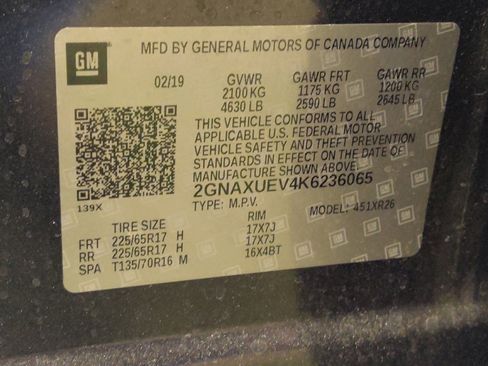 GM
MFD BY GENERAL MOTORS OF CANADA COMPANY
02/19 GVWR GAWR FRT GAWR RR
2100 KG 1175 KG 1200 KG
4630 LB 2590 LB 2645 LB
THIS VEHICLE CONFORMS TO ALL
APPLICABLE U.S. FEDERAL MOTOR
VEHICLE SAFETY AND THEFT PREVENTION
STANDARDS IN EFFECT ON THE DATE OF
MANUFACTURE SHOWN ABOVE.
2GNAXUEV4K6236065
139X TYPE: M.P.V. MODEL: 451XR26
TIRE SIZE RIM
FRT 225/65R17 H 17X7J
RR 225/65R17 H 17X7J
SPA T135/70R16 M 16X4BT